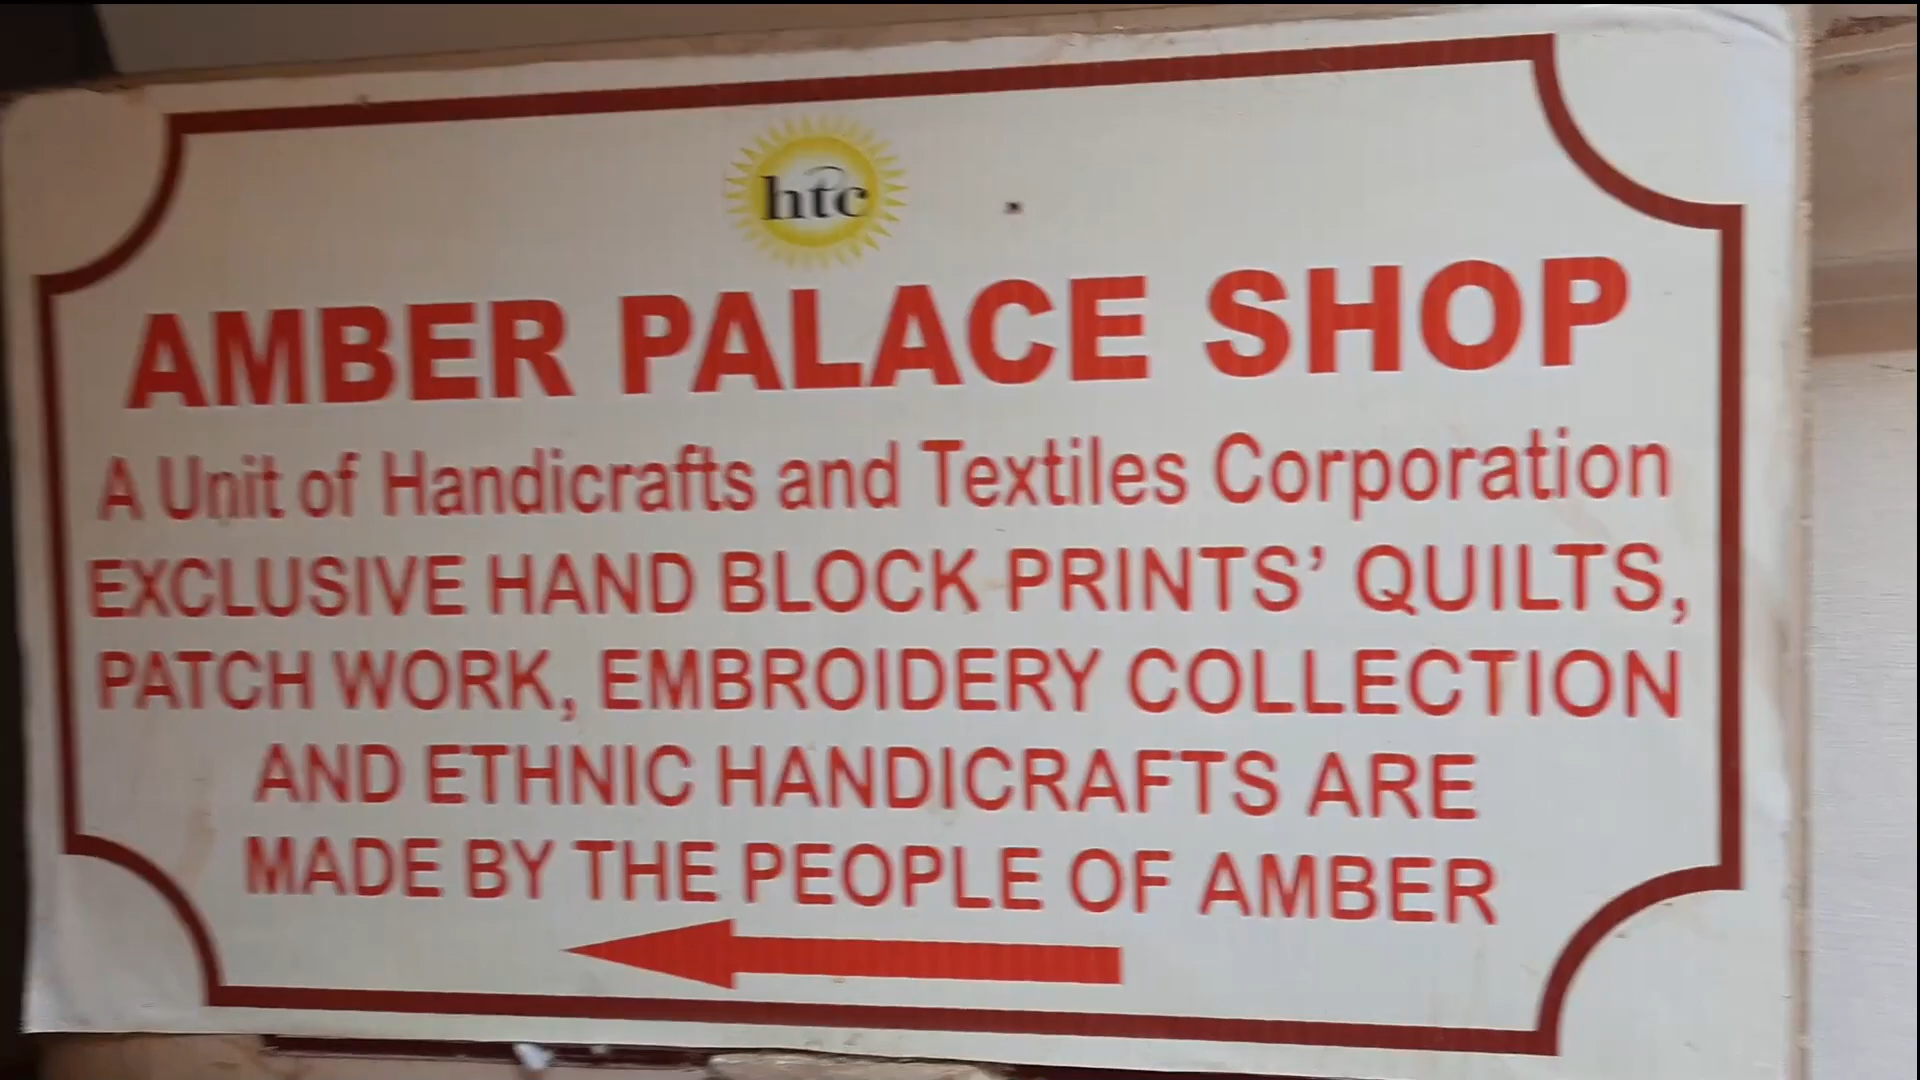 htc
AMBER PALACE SHOP
A Unit of Handicrafts and Textiles Corporation
EXCLUSIVE HAND BLOCK PRINTS’ QUILTS,
PATCH WORK, EMBROIDERY COLLECTION
AND ETHNIC HANDICRAFTS ARE
MADE BY THE PEOPLE OF AMBER